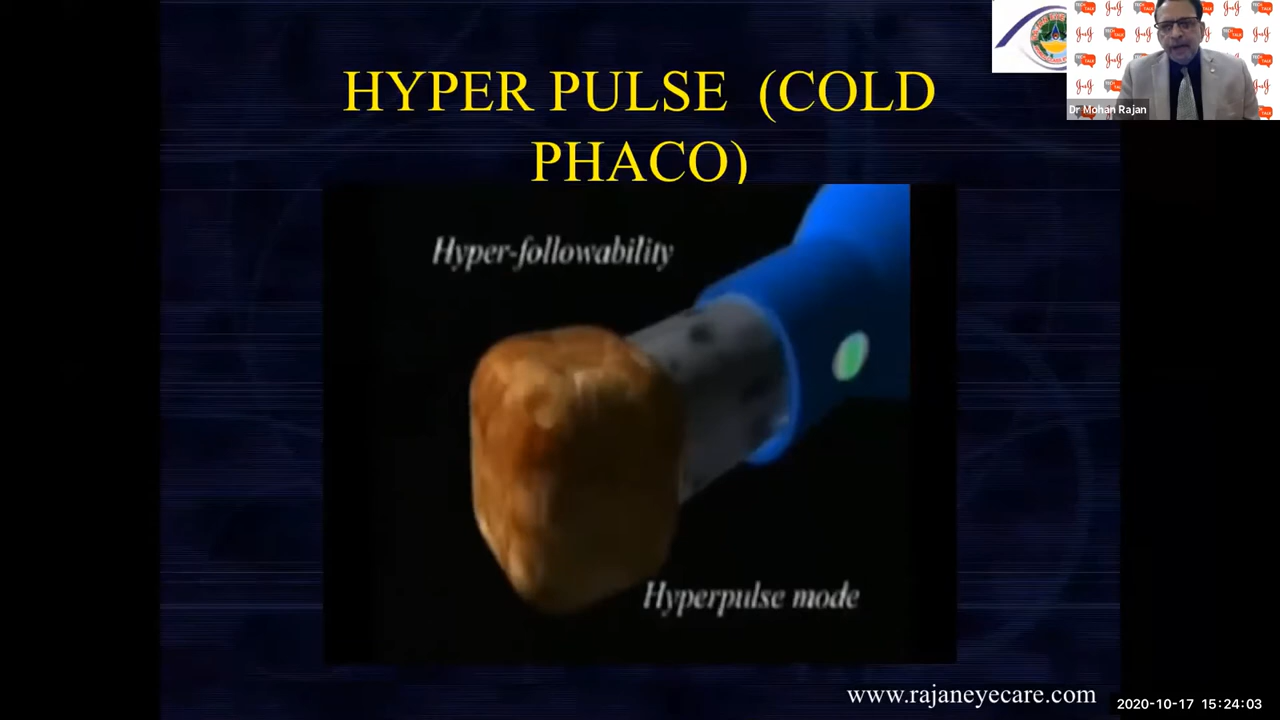 HYPER PULSE (COLD
PHACO)
Hyper-followability
Hyperpulse mode
www.rajaneyecare.com
Dr Mohan Rajan
2020-10-17 15:24:03